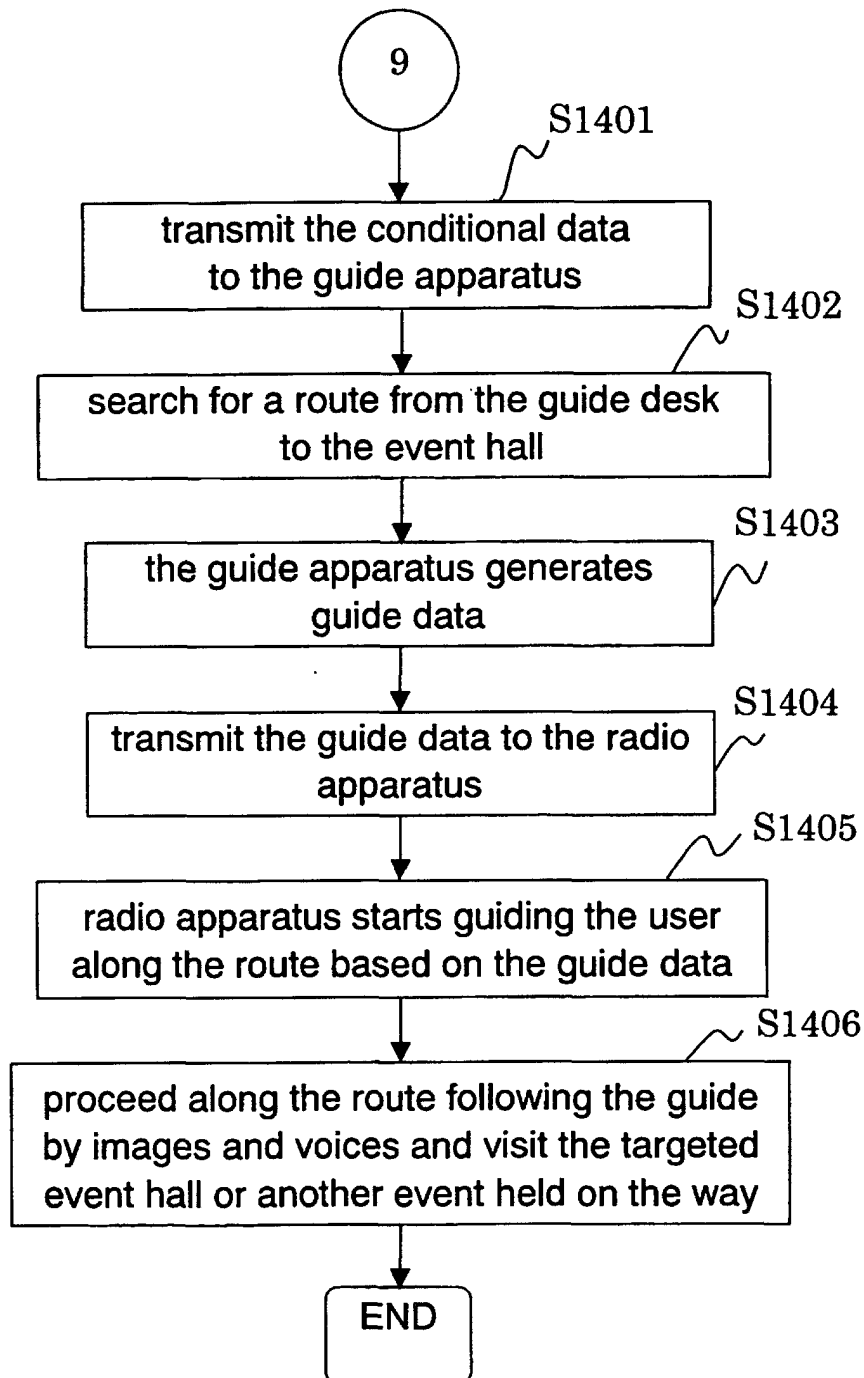 9
S1401
transmit the conditional data
to the guide apparatus
S1402
search for a route from the guide desk
to the event hall
S1403
the guide apparatus generates
guide data
S1404
transmit the guide data to the radio
apparatus
S1405
radio apparatus starts guiding the user
along the route based on the guide data
S1406
proceed along the route following the guide
by images and voices and visit the targeted
event hall or another event held on the way
END